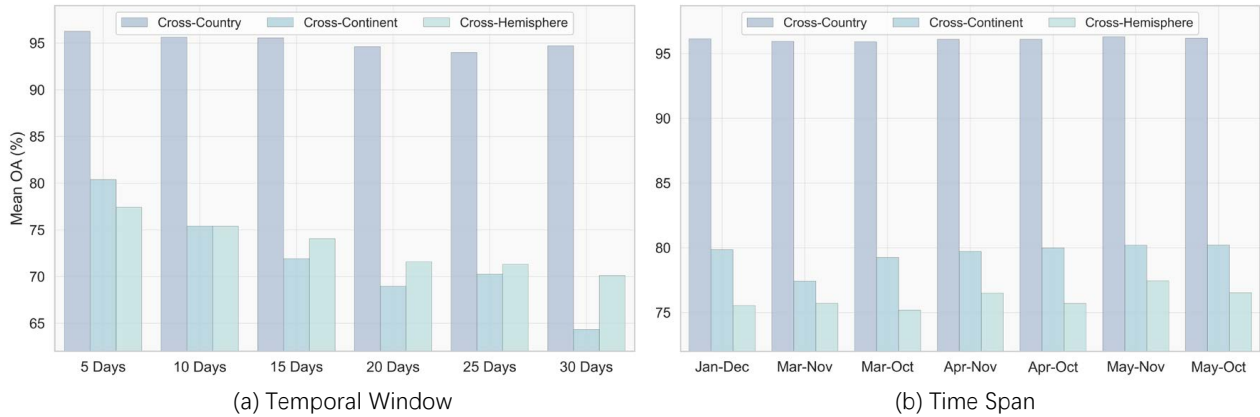 Cross-Country Cross-Continent Cross-Hemisphere
Mean OA (%)
95
90
85
80
75
70
65
5 Days 10 Days 15 Days 20 Days 25 Days 30 Days
(a) Temporal Window
Cross-Country Cross-Continent Cross-Hemisphere
95
90
85
80
75
Jan-Dec Mar-Nov Mar-Oct Apr-Nov Apr-Oct May-Nov May-Oct
(b) Time Span